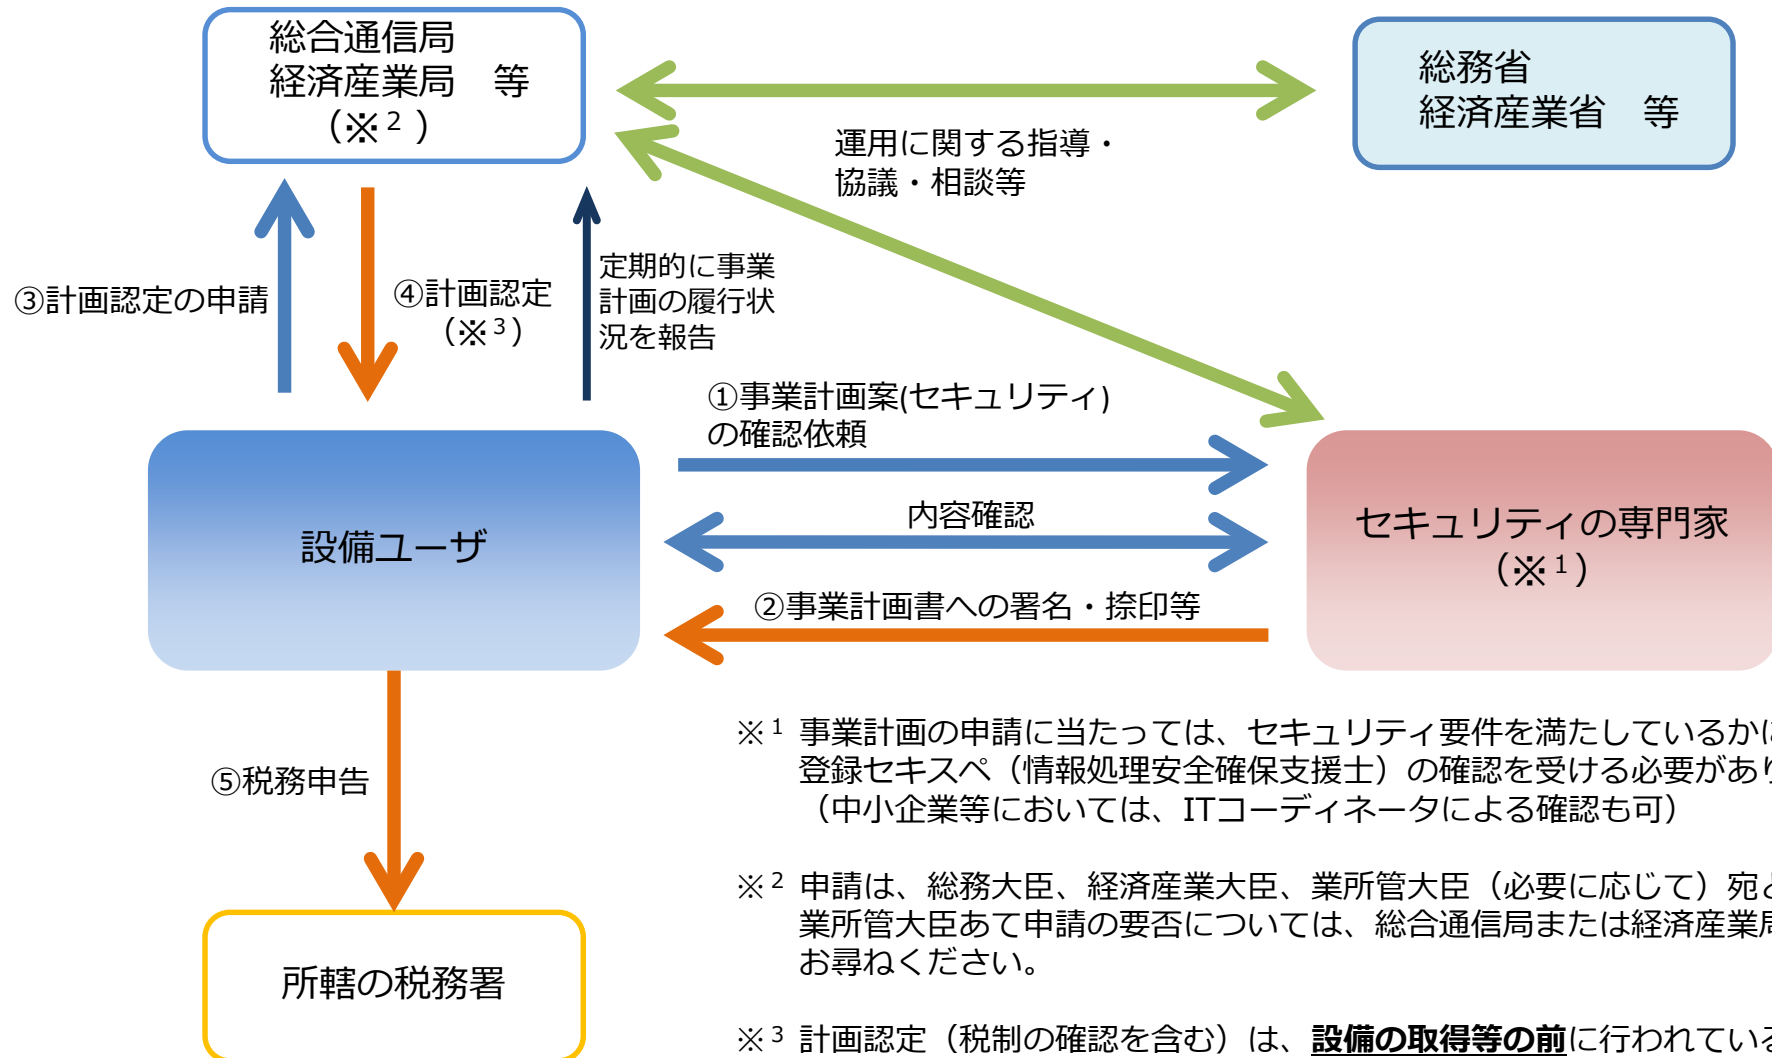 総合通信局
経済産業局　等
（※2 ）
総務省
経済産業省　等
運用に関する指導・
協議・相談等
③計画認定の申請
④計画認定
（※3）
定期的に事業
計画の履行状
況を報告
①事業計画案(セキュリティ)
の確認依頼
設備ユーザ
内容確認
セキュリティの専門家
（※1）
②事業計画書への署名・捺印等
⑤税務申告
所轄の税務署
※1 事業計画の申請に当たっては、セキュリティ要件を満たしているかに
登録セキスペ（情報処理安全確保支援士）の確認を受ける必要があり
（中小企業等においては、ITコーディネータによる確認も可）
※2 申請は、総務大臣、経済産業大臣、業所管大臣（必要に応じて）宛と
業所管大臣あて申請の要否については、総合通信局または経済産業局
お尋ねください。
※3 計画認定（税制の確認を含む）は、設備の取得等の前に行われている